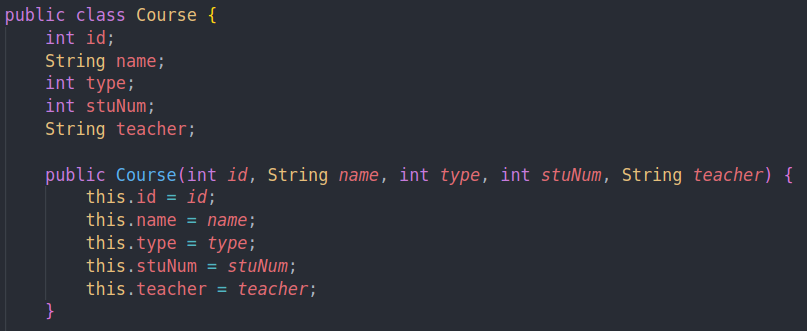 public class Course {
    int id;
    String name;
    int type;
    int stuNum;
    String teacher;

    public Course(int id, String name, int type, int stuNum, String teacher) {
        this.id = id;
        this.name = name;
        this.type = type;
        this.stuNum = stuNum;
        this.teacher = teacher;
    }